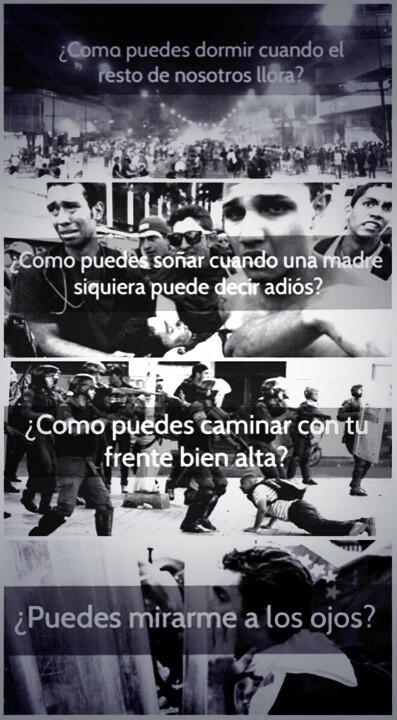 ¿Como puedes dormir cuando el
resto de nosotros llora?
¿Como puedes soñar cuando una madre
siquiera puede decir adiós?
¿Como puedes caminar con tu
frente bien alta?
¿Puedes mirarme a los ojos?